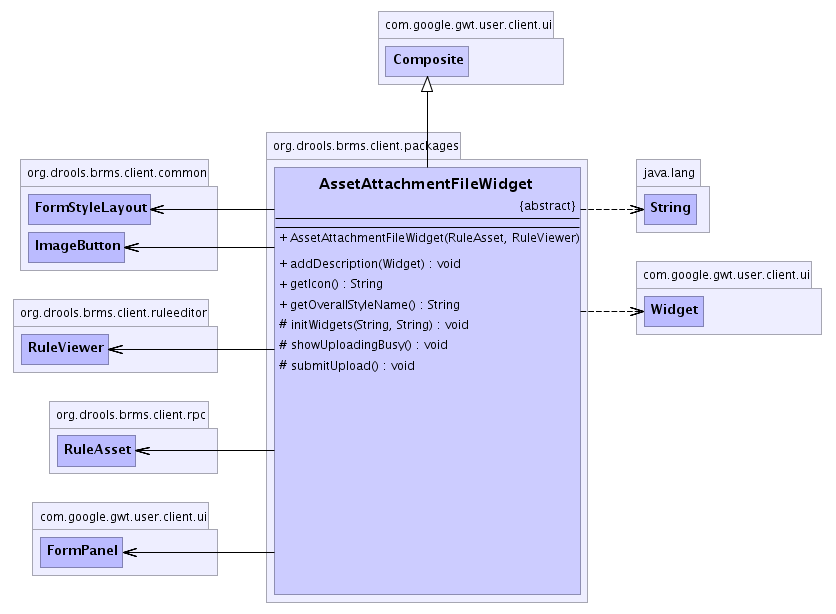 com.google.gwt.user.client.ui
Composite
org.drools.brms.client.packages
AssetAttachmentFileWidget
{abstract}
+ AssetAttachmentFileWidget(RuleAsset, RuleViewer)
+ addDescription(Widget) : void
+ getIcon() : String
+ getOverallStyleName() : String
# initWidgets(String, String) : void
# showUploadingBusy() : void
# submitUpload() : void
org.drools.brms.client.common
FormStyleLayout
ImageButton
org.drools.brms.client.ruleeditor
RuleViewer
org.drools.brms.client.rpc
RuleAsset
com.google.gwt.user.client.ui
FormPanel
java.lang
String
com.google.gwt.user.client.ui
Widget